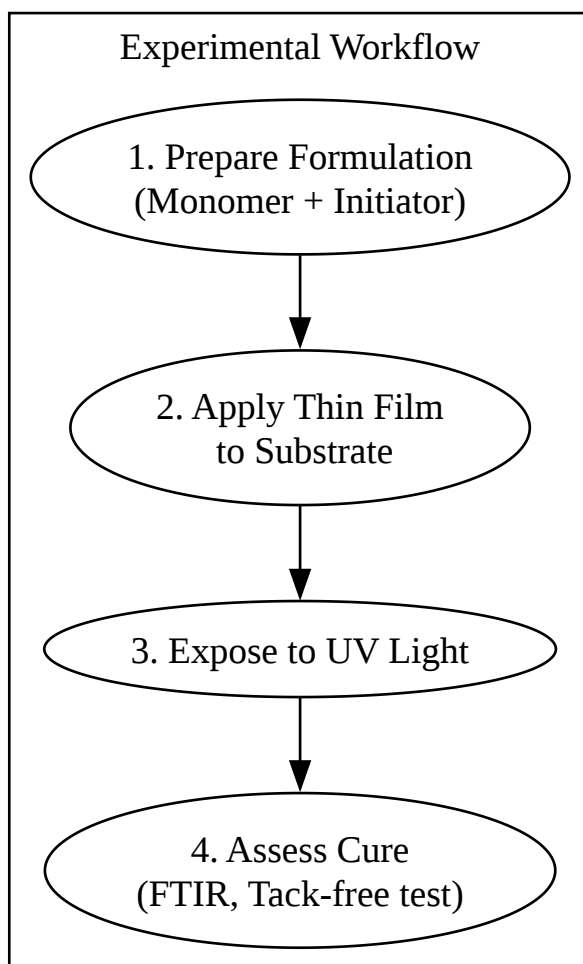 Experimental Workflow
1. Prepare Formulation
(Monomer + Initiator)
2. Apply Thin Film
to Substrate
3. Expose to UV Light
4. Assess Cure
(FTIR, Tack-free test)